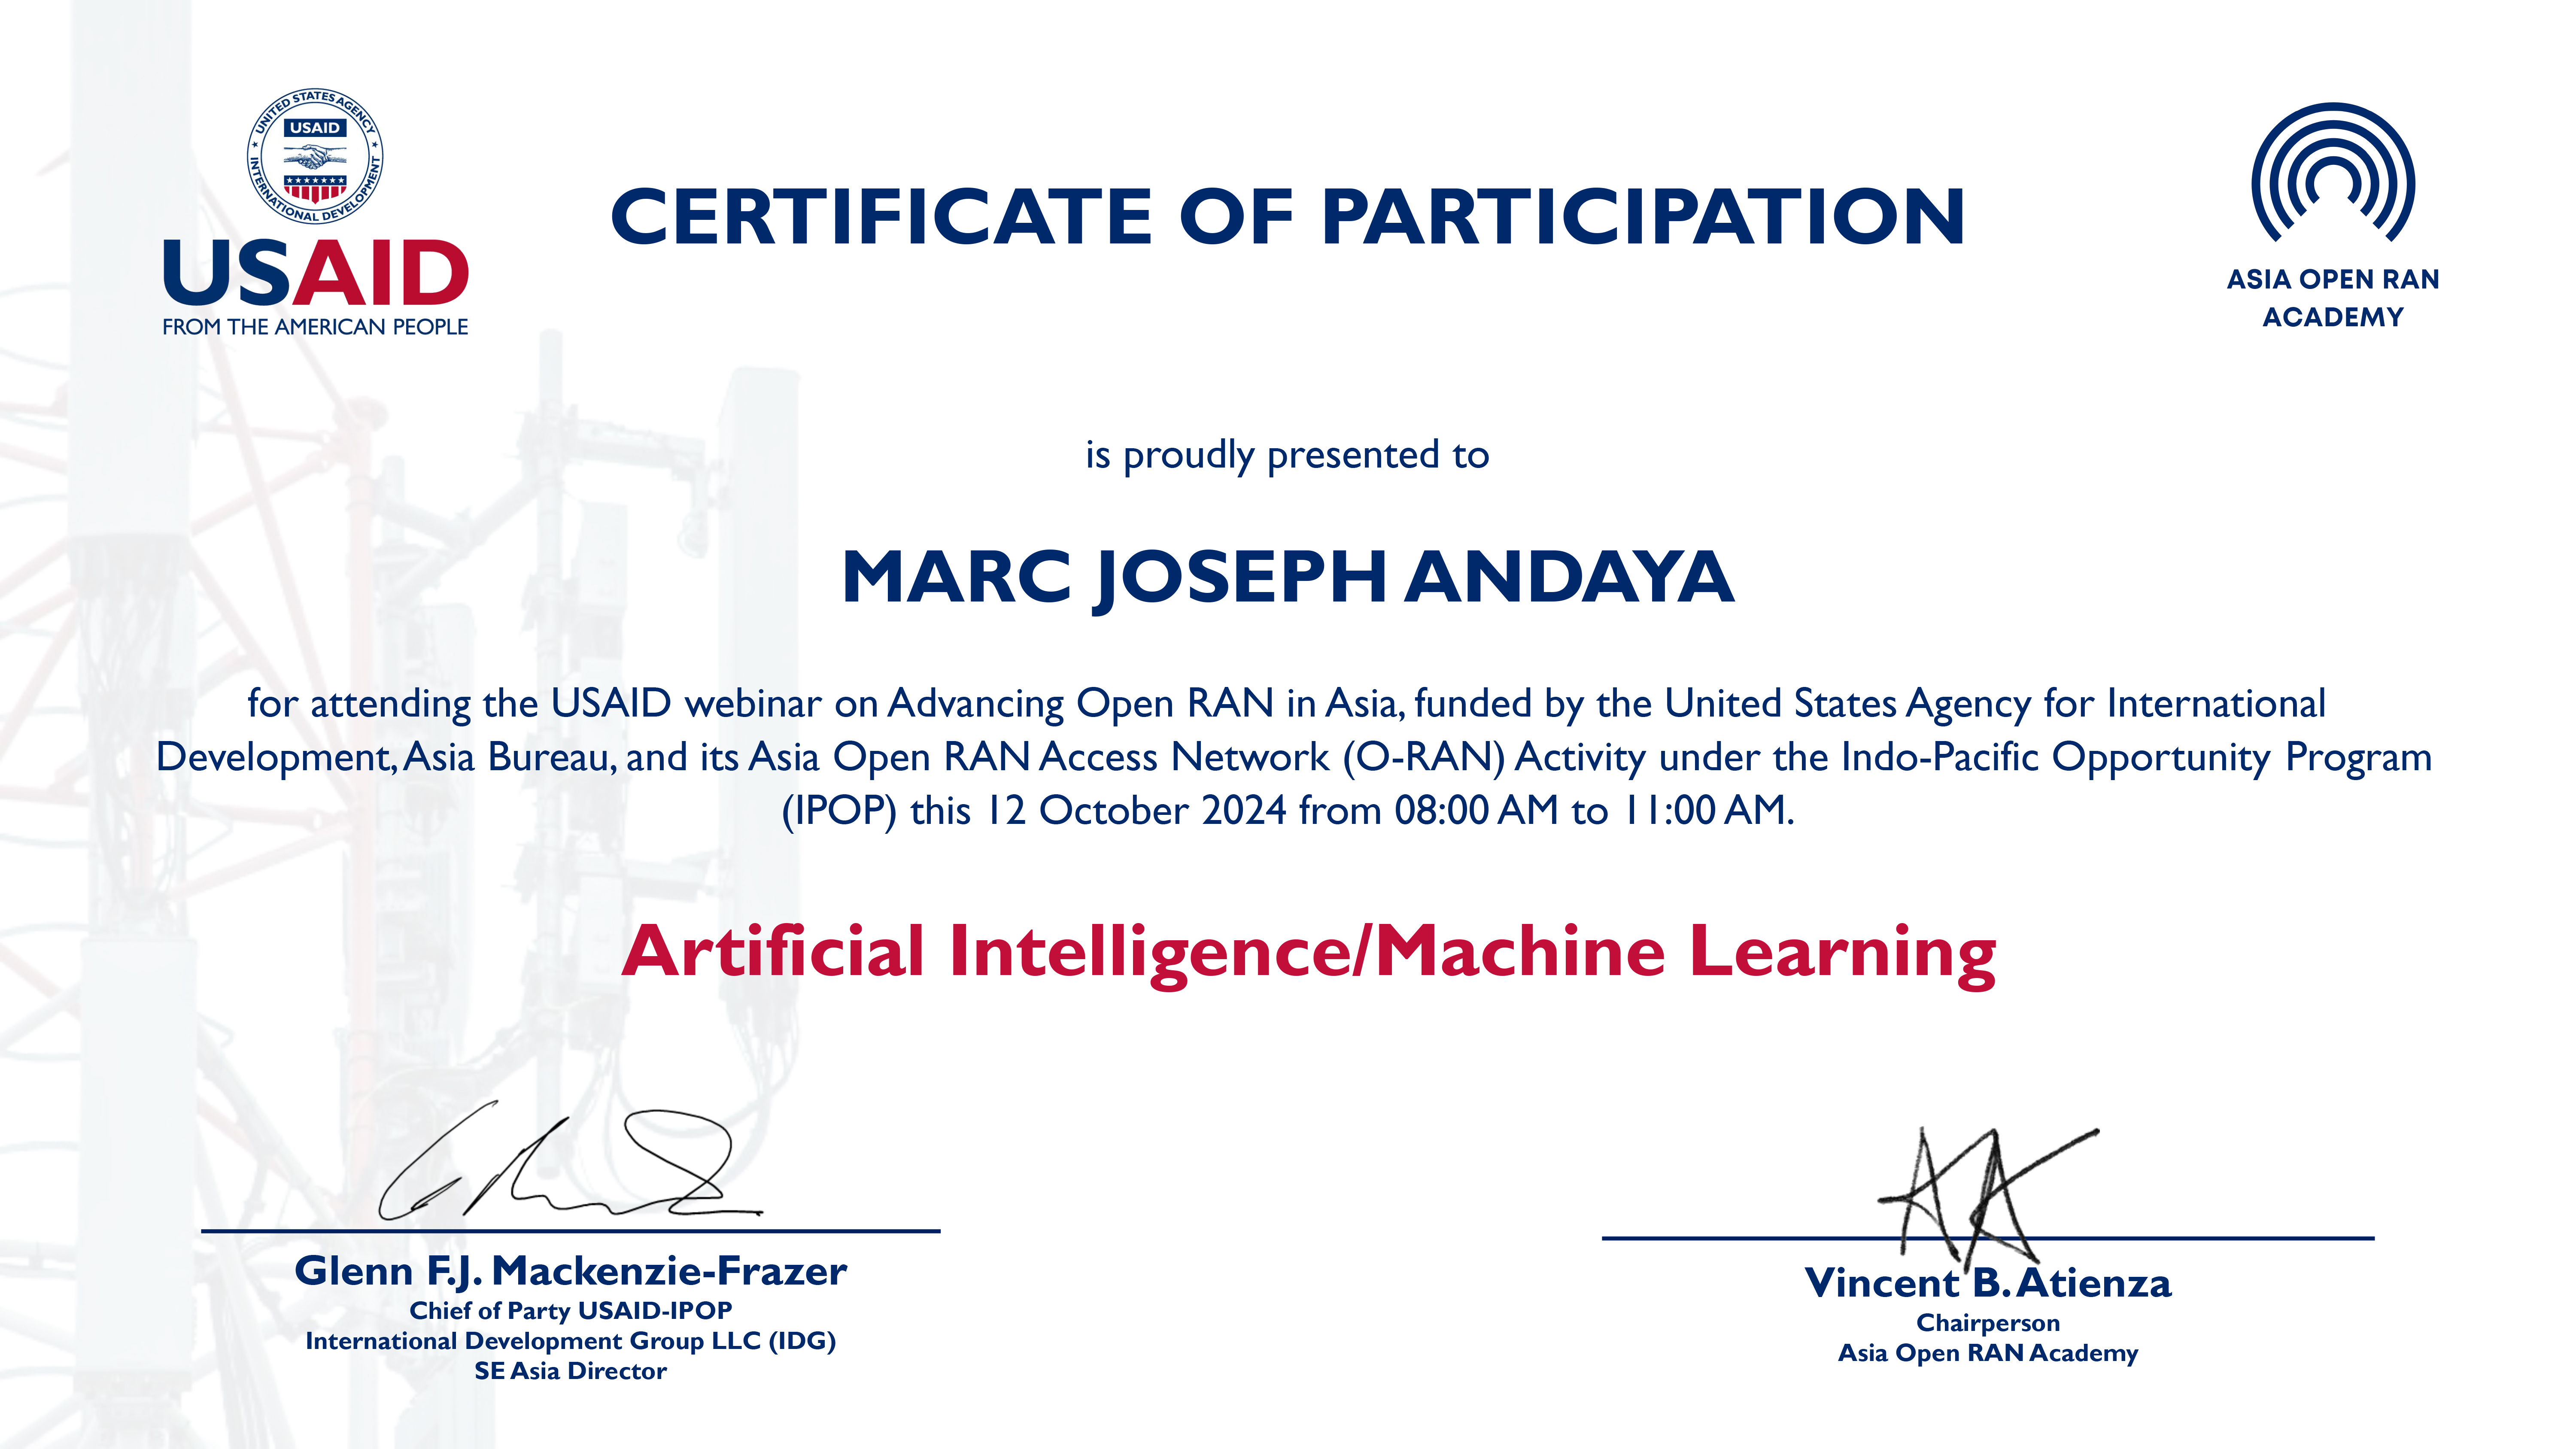 UNITED STATES AGENCY
USAID
INTERNATIONAL DEVELOPMENT
USAID
FROM THE AMERICAN PEOPLE
CERTIFICATE OF PARTICIPATION
ASIA OPEN RAN
ACADEMY
is proudly presented to
MARC JOSEPH ANDAYA
for attending the USAID webinar on Advancing Open RAN in Asia, funded by the United States Agency for International
Development, Asia Bureau, and its Asia Open RAN Access Network (O-RAN) Activity under the Indo-Pacific Opportunity Program
(IPOP) this 12 October 2024 from 08:00 AM to 11:00 AM.
Artificial Intelligence/Machine Learning
Glenn F.J. Mackenzie-Frazer
Chief of Party USAID-IPOP
International Development Group LLC (IDG)
SE Asia Director
Vincent B. Atienza
Chairperson
Asia Open RAN Academy